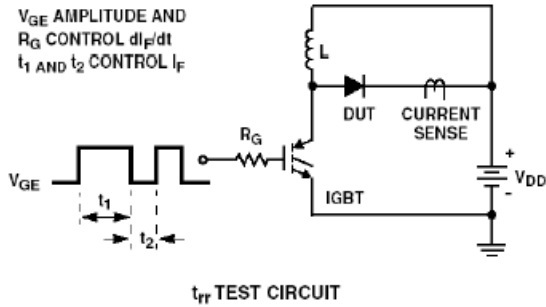 VGE AMPLITUDE AND
RG CONTROL dIF/dt
t1 AND t2 CONTROL IF
L
DUT
CURRENT
SENSE
RG
VGE
t1
t2
IGBT
+
-
VDD
trr TEST CIRCUIT